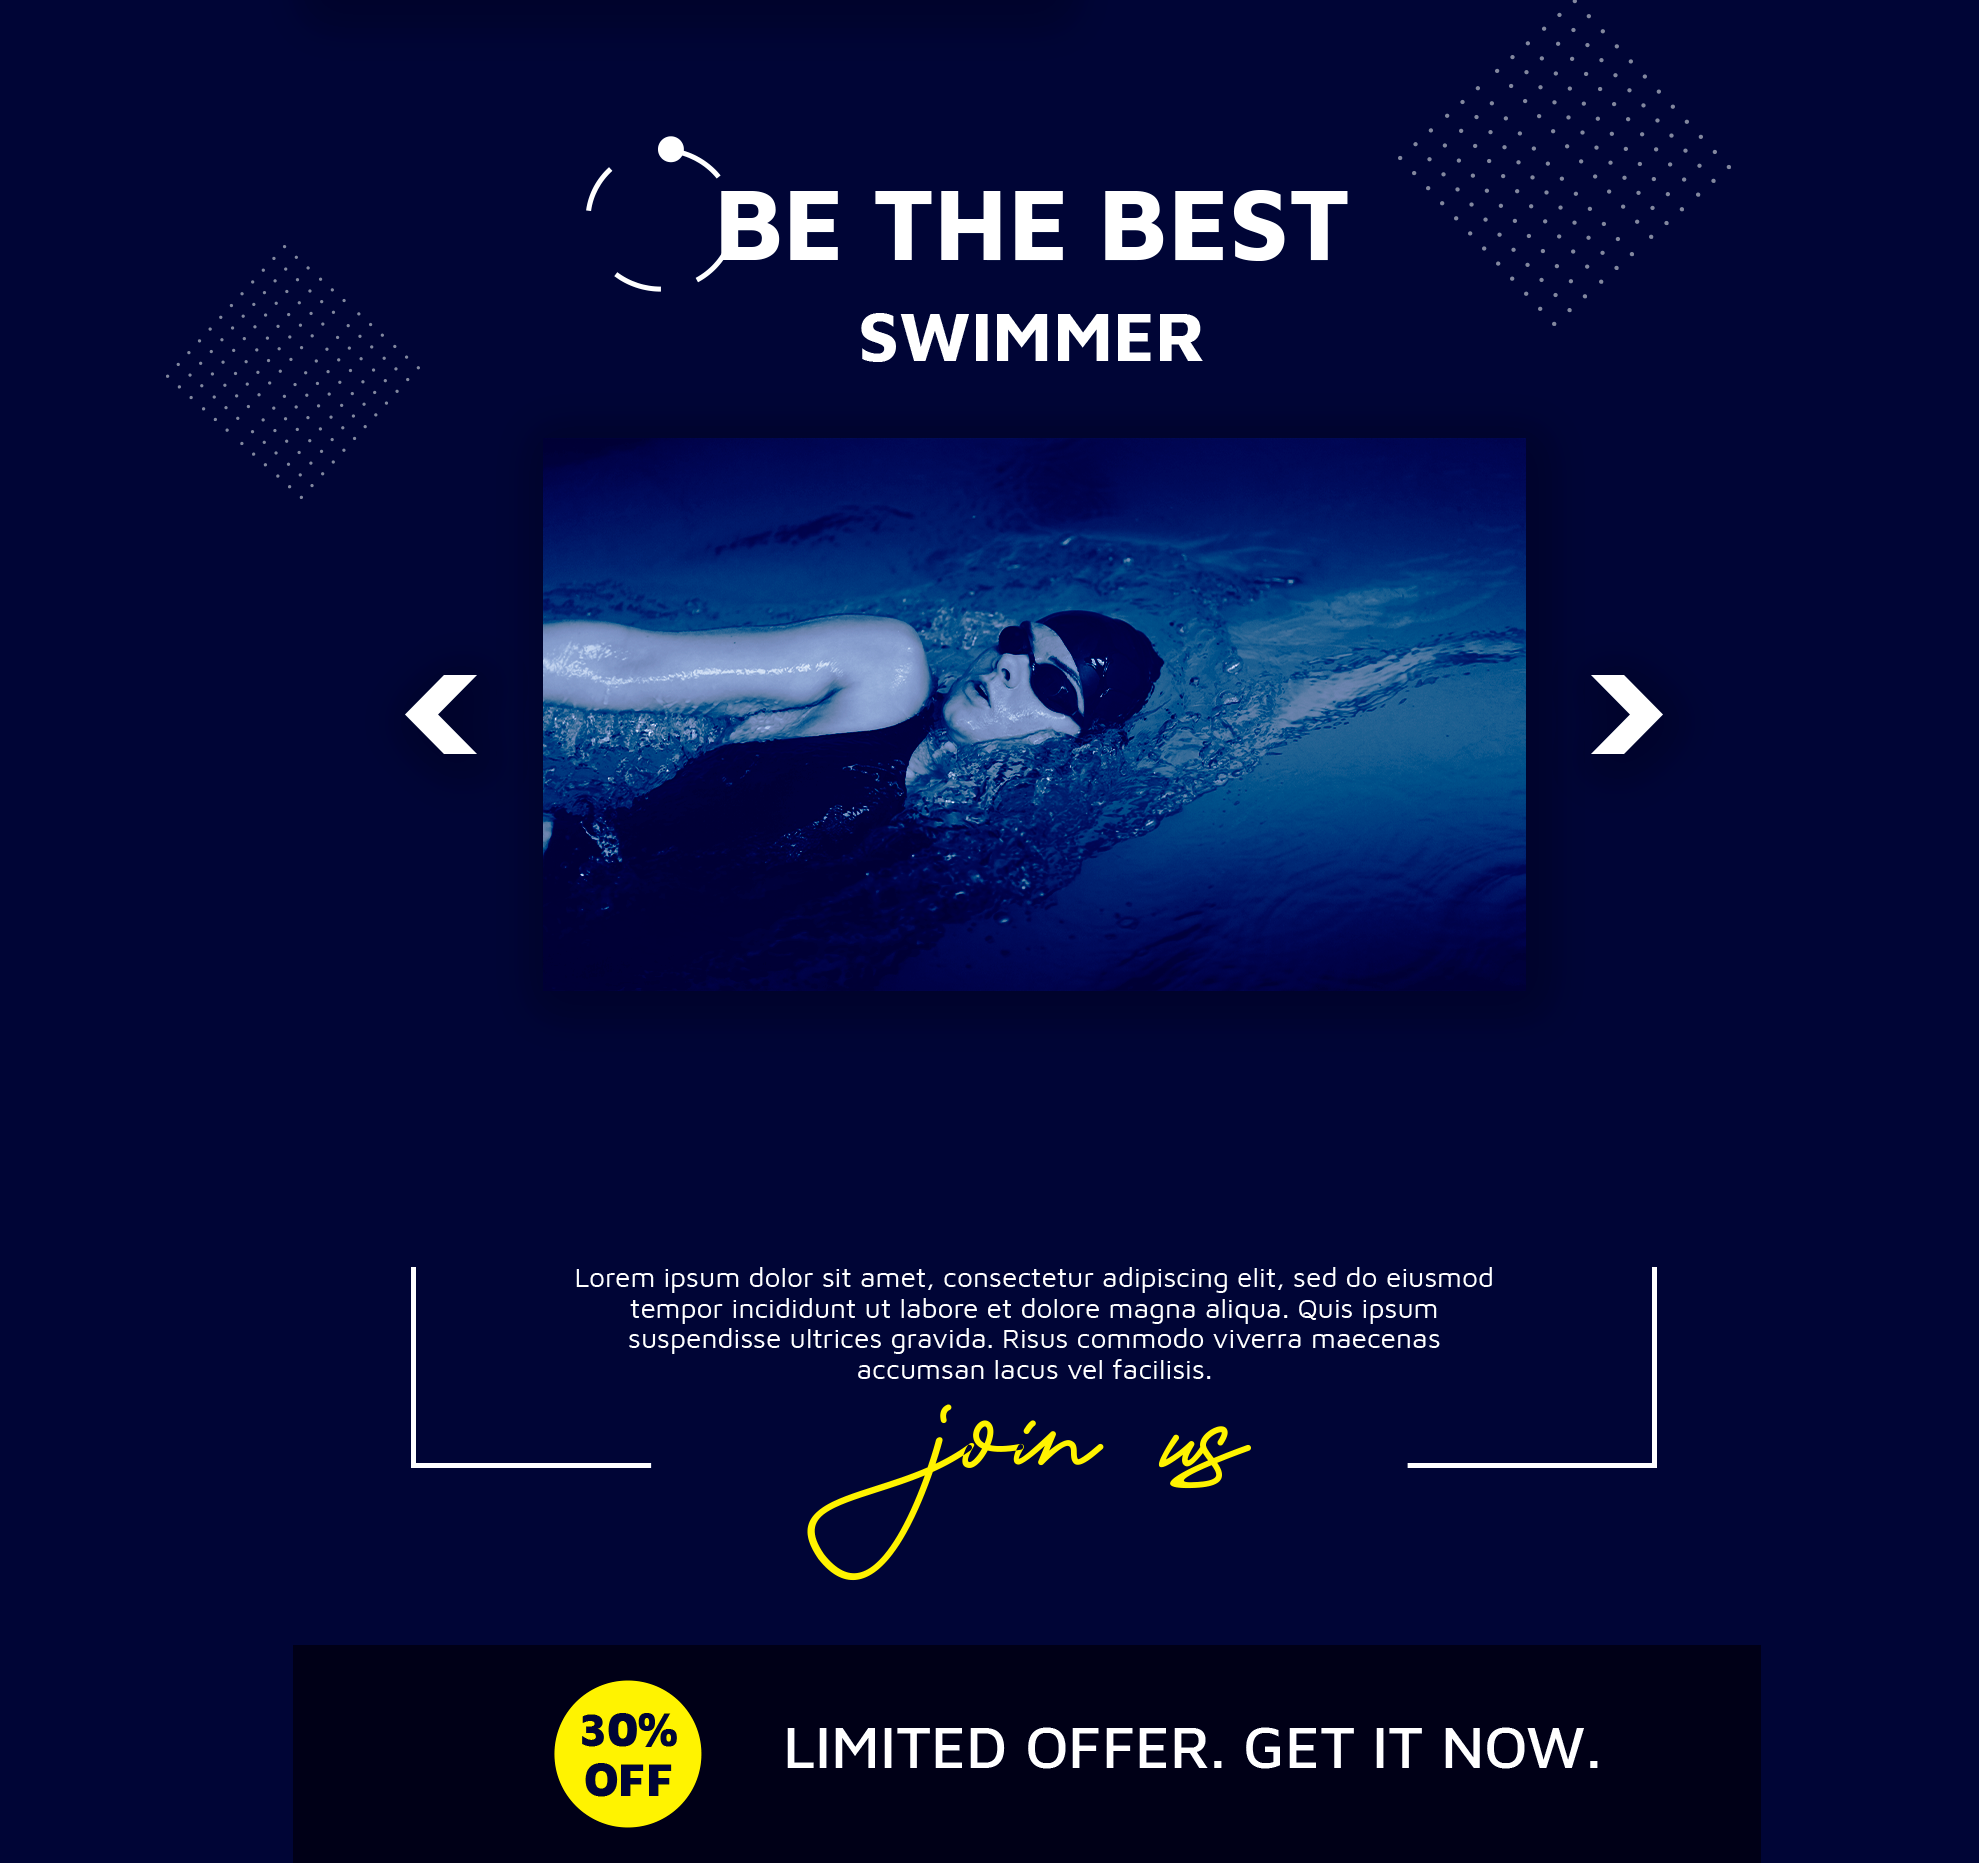 BE THE BEST
SWIMMER
Lorem ipsum dolor sit amet, consectetur adipiscing elit, sed do eiusmod
tempor incididunt ut labore et dolore magna aliqua. Quis ipsum
suspendisse ultrices gravida. Risus commodo viverra maecenas
accumsan lacus vel facilisis.
join us
30%
OFF
LIMITED OFFER. GET IT NOW.